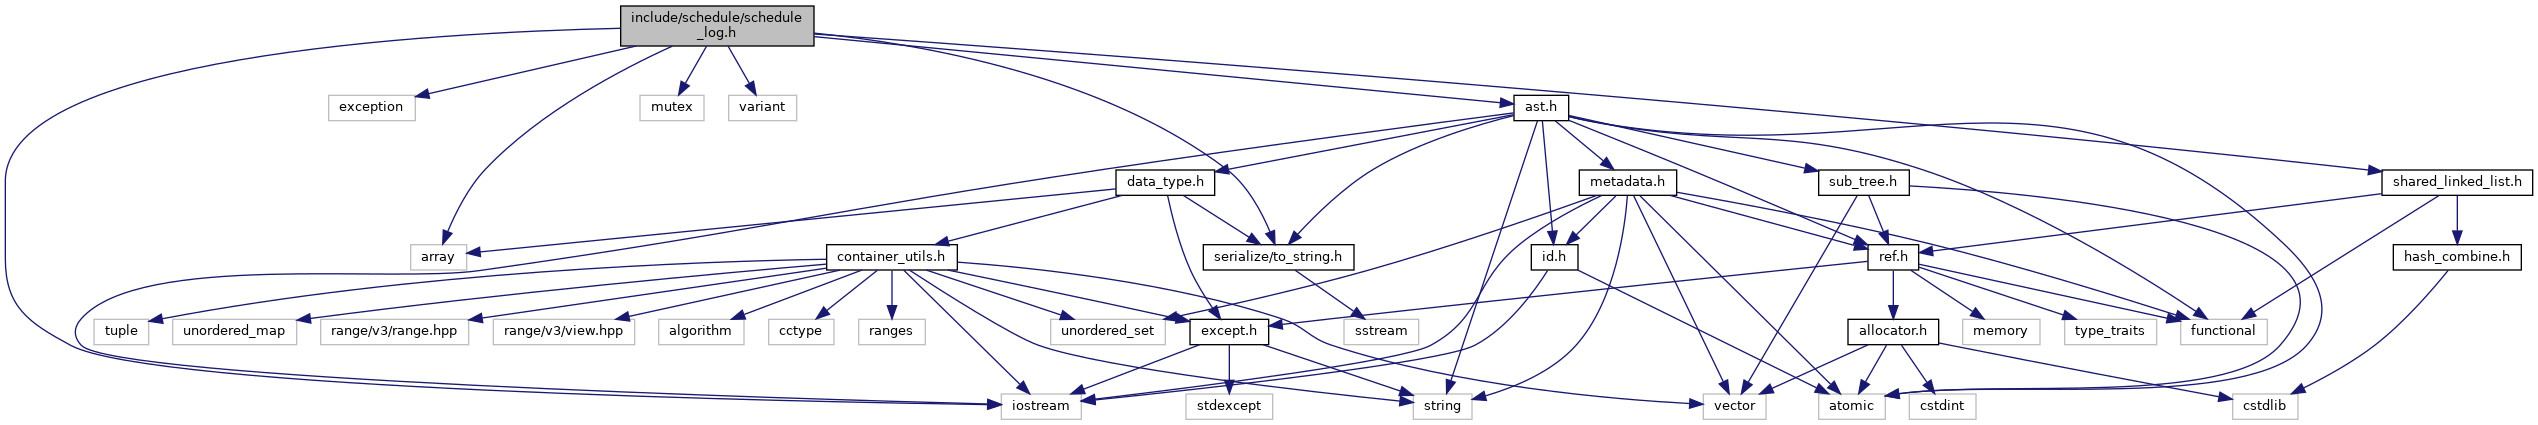 include/schedule/schedule
_log.h
exception
mutex
variant
ast.h
data_type.h
metadata.h
sub_tree.h
shared_linked_list.h
array
container_utils.h
serialize/to_string.h
id.h
ref.h
hash_combine.h
tuple
unordered_map
range/v3/range.hpp
range/v3/view.hpp
algorithm
cctype
ranges
unordered_set
except.h
sstream
allocator.h
memory
type_traits
functional
iostream
stdexcept
string
vector
atomic
cstdint
cstdlib